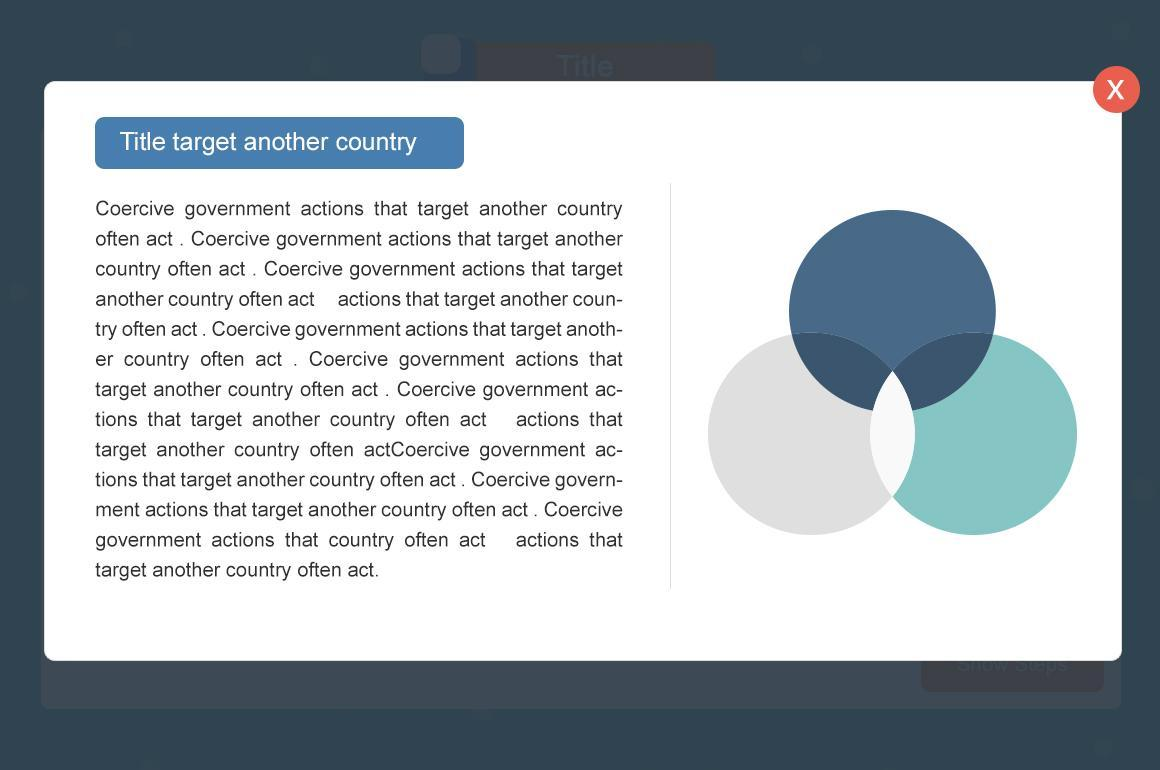 Title
X
Title target another country
Coercive government actions that target another country
often act . Coercive government actions that target another
country often act . Coercive government actions that target
another country often act    actions that target another coun-
try often act . Coercive government actions that target anoth-
er country often act . Coercive government actions that
target another country often act . Coercive government ac-
tions that target another country often act    actions that
target another country often actCoercive government ac-
tions that target another country often act . Coercive govern-
ment actions that target another country often act . Coercive
government actions that country often act    actions that
target another country often act.
Show Steps